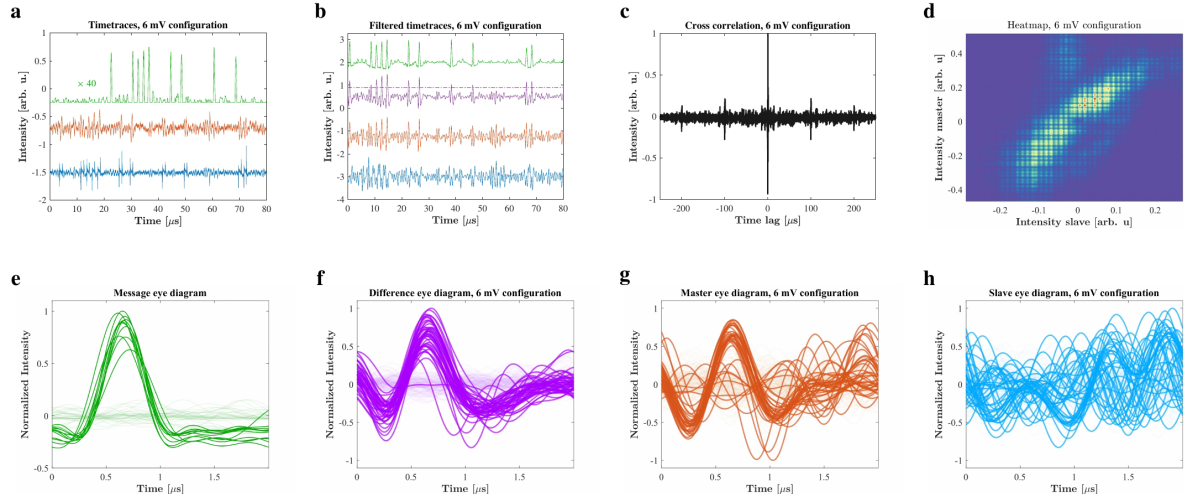 a
Timetraces, 6 mV configuration
Intensity [arb. u.]
1
0.5
0
-0.5
-1
-1.5
-2
× 40
0 10 20 30 40 50 60 70 80
Time [μs]
b
Filtered timetraces, 6 mV configuration
Intensity [arb. u.]
3
2
1
0
-1
-2
-3
-4
0 10 20 30 40 50 60 70 80
Time [μs]
c
Cross correlation, 6 mV configuration
Intensity [arb. u.]
1
0.5
0
-0.5
-1
-200 -100 0 100 200
Time lag [μs]
d
Heatmap, 6 mV configuration
Intensity master [arb. u]
0.4
0.2
0
-0.2
-0.4
-0.2 -0.1 0 0.1 0.2
Intensity slave [arb. u]
e
Message eye diagram
Normalized Intensity
1
0.5
0
-0.5
0 0.5 1 1.5
Time [μs]
f
Difference eye diagram, 6 mV configuration
Normalized Intensity
1
0.5
0
-0.5
-1
0 0.5 1 1.5
Time [μs]
g
Master eye diagram, 6 mV configuration
Normalized Intensity
1
0.5
0
-0.5
-1
0 0.5 1 1.5
Time [μs]
h
Slave eye diagram, 6 mV configuration
Normalized Intensity
1
0.5
0
-0.5
-1
0 0.5 1 1.5
Time [μs]